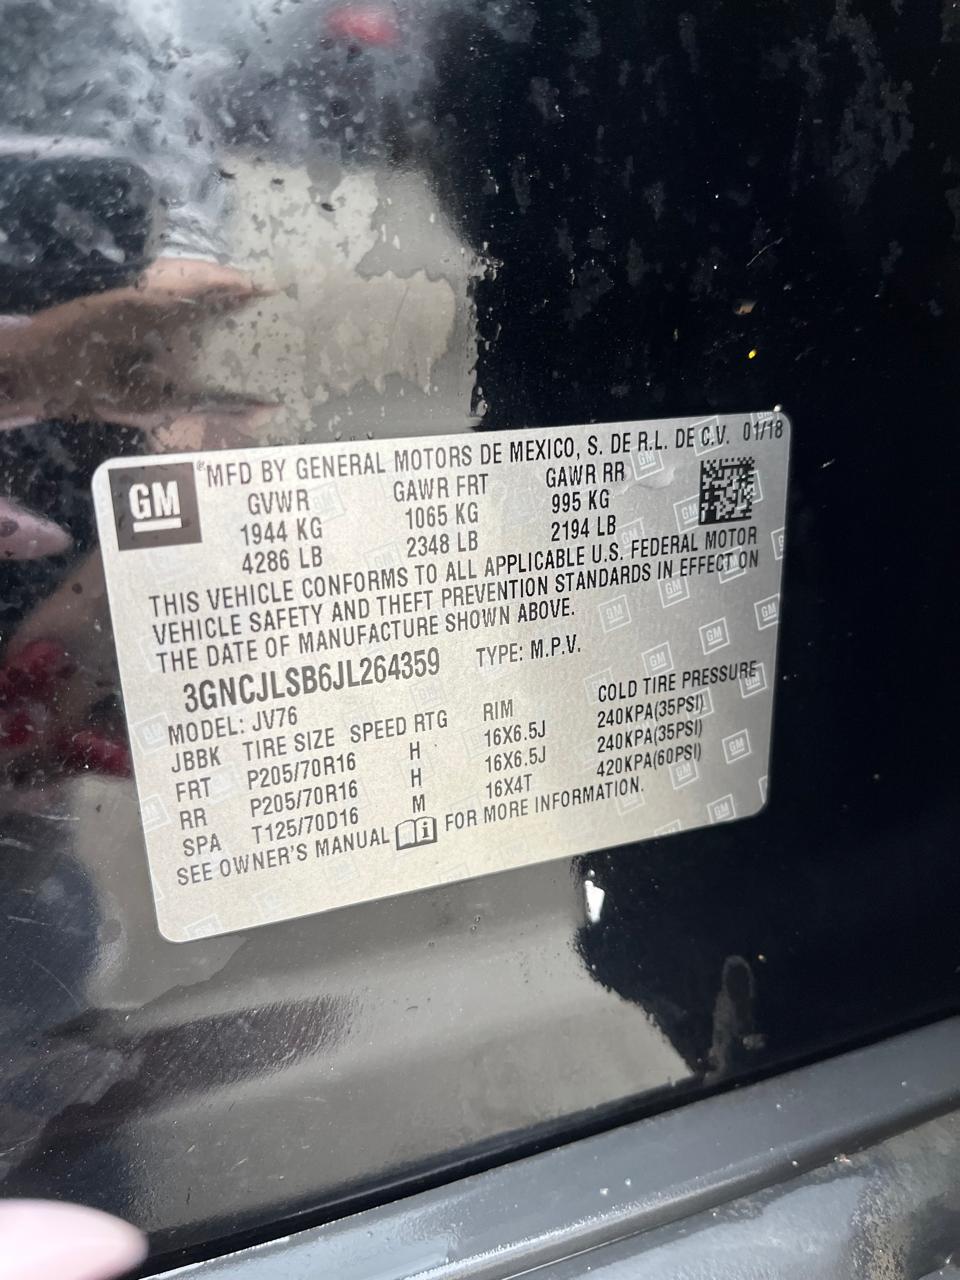 GM
®MFD BY GENERAL MOTORS DE MEXICO, S. DE R.L. DE C.V. 01/18
GVWR GAWR FRT GAWR RR
1944 KG 1065 KG 995 KG
4286 LB 2348 LB 2194 LB
THIS VEHICLE CONFORMS TO ALL APPLICABLE U.S. FEDERAL MOTOR
VEHICLE SAFETY AND THEFT PREVENTION STANDARDS IN EFFECT ON
THE DATE OF MANUFACTURE SHOWN ABOVE.
3GNCJLSB6JL264359 TYPE: M.P.V.
MODEL: JV76
JBBK TIRE SIZE SPEED RTG RIM COLD TIRE PRESSURE
FRT P205/70R16 H 16X6.5J 240KPA(35PSI)
RR P205/70R16 H 16X6.5J 240KPA(35PSI)
SPA T125/70D16 M 16X4T 420KPA(60PSI)
SEE OWNER'S MANUAL FOR MORE INFORMATION.